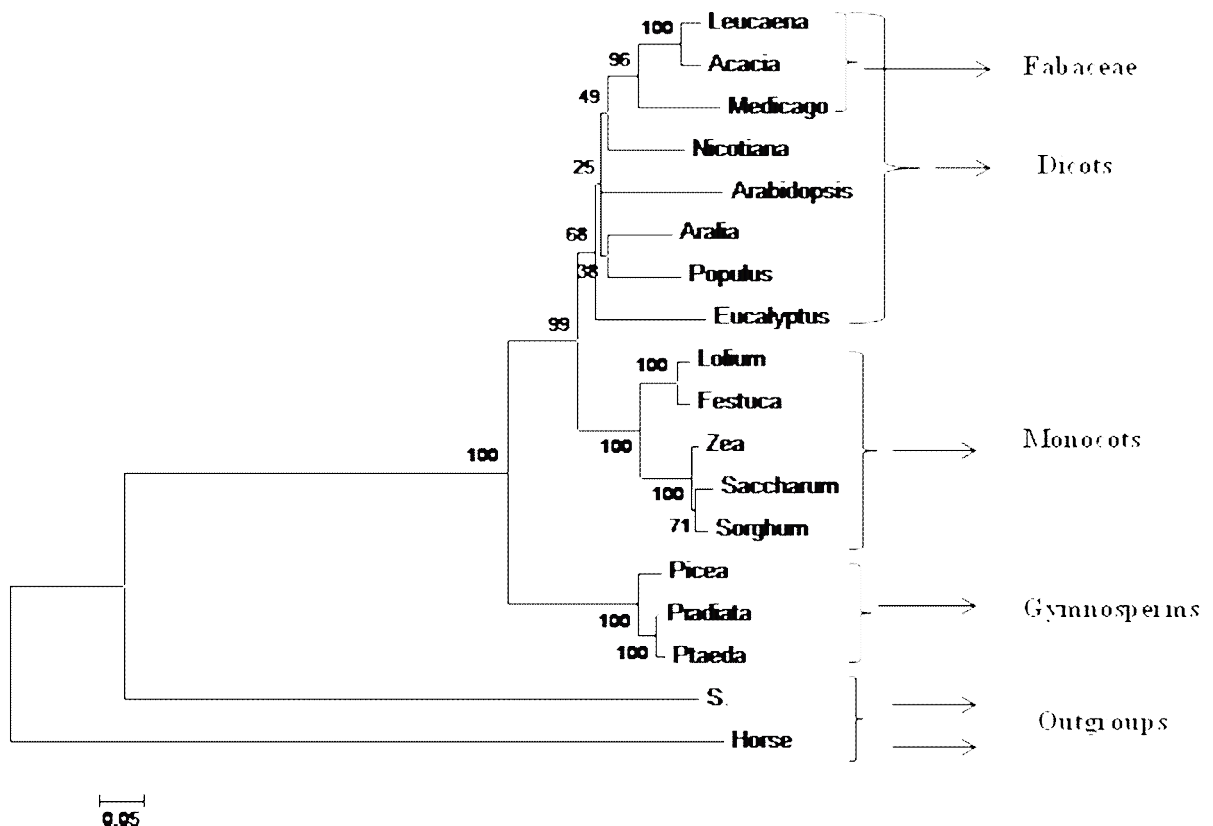 Leucaena
100
Acacia
96
Fabaceae
Medicago
49
Nicotiana
25
Dicots
Arabidopsis
68
Aralia
38
Populus
Eucalyptus
99
Lolium
100
Festuca
100
Zea
Monocots
100
100
Saccharum
71
Sorghum
Picea
100
Pradiata
Gymnosperms
100
Ptaeda
S.
Outgroups
Horse
0.05